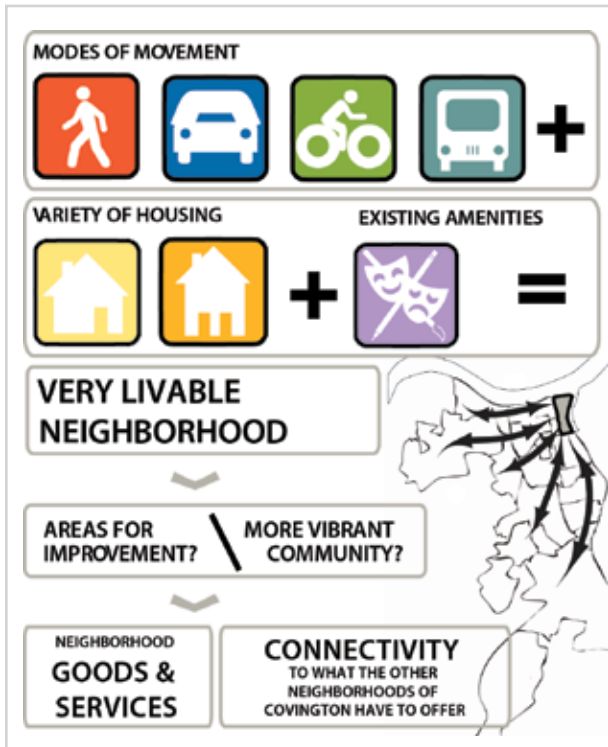 MODES OF MOVEMENT
+
VARIETY OF HOUSING
EXISTING AMENITIES
+ =
VERY LIVABLE
NEIGHBORHOOD
AREAS FOR
IMPROVEMENT?
\
MORE VIBRANT
COMMUNITY?
NEIGHBORHOOD
GOODS &
SERVICES
CONNECTIVITY
TO WHAT THE OTHER
NEIGHBORHOODS OF
COVINGTON HAVE TO OFFER